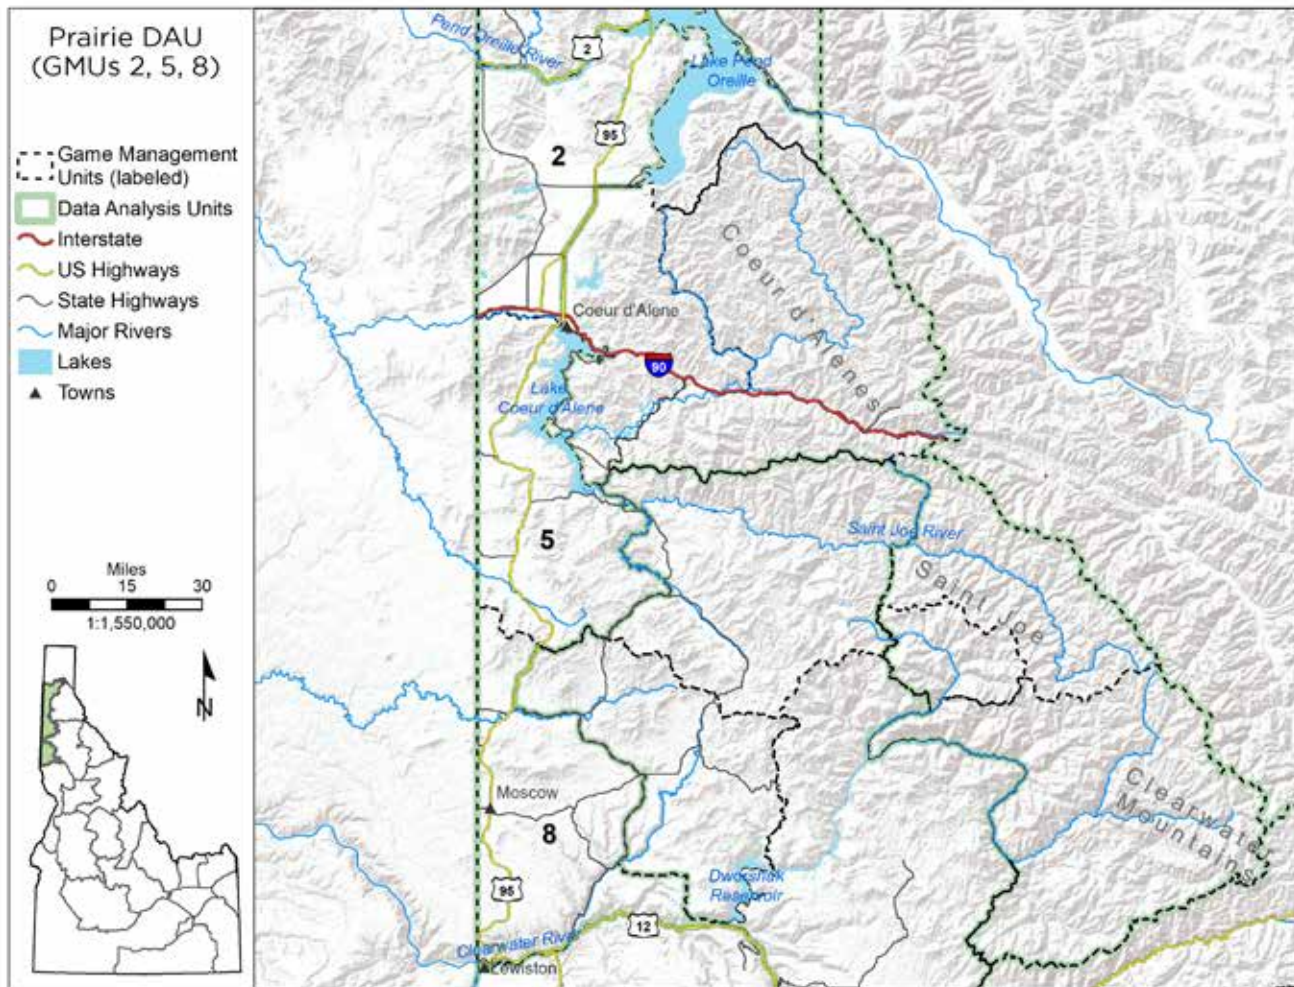 Prairie DAU
(GMUs 2, 5, 8)
Game Management
Units (labeled)
Data Analysis Units
Interstate
US Highways
State Highways
Major Rivers
Lakes
Towns
Miles
0 15 30
1:1,550,000
N
Pend Oreille River
2
Lake Pend
Oreille
95
2
Coeur d'Alenes
Coeur d'Alene
90
Lake
Coeur d'Alene
5
Saint Joe River
Saint Joe
Clearwate
Mountains
Moscow
8
95
Dworshak
Reservoir
12
Clearwater River
Lewiston